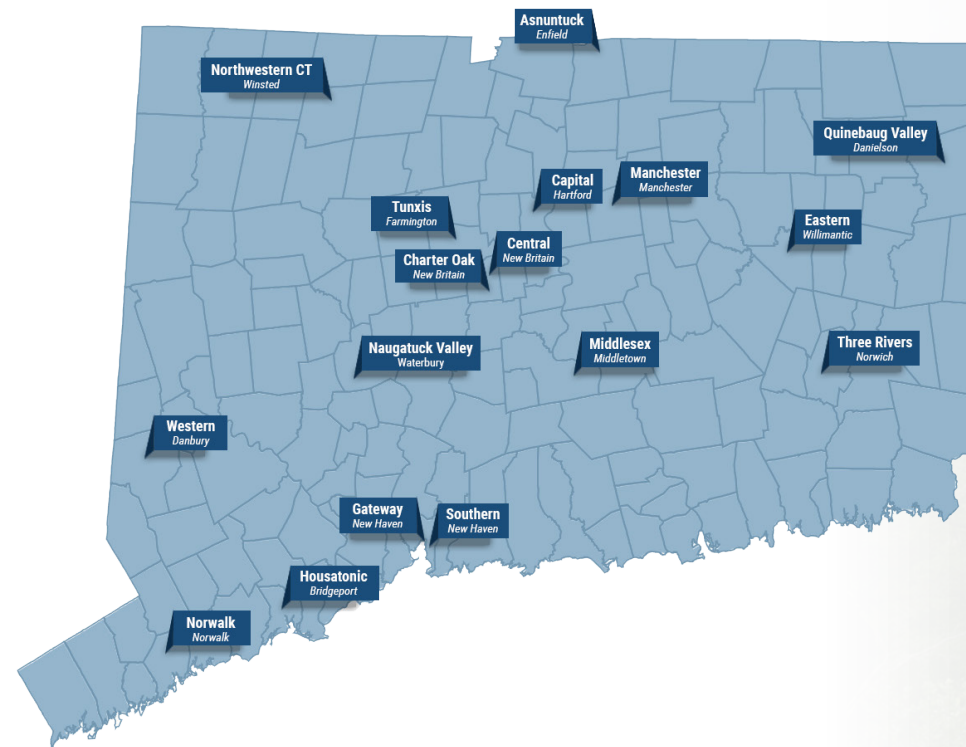 Asnuntuck
Enfield
Northwestern CT
Winsted
Quinebaug Valley
Danielson
Capital
Hartford
Manchester
Manchester
Tunxis
Farmington
Eastern
Willimantic
Central
New Britain
Charter Oak
New Britain
Naugatuck Valley
Waterbury
Middlesex
Middletown
Three Rivers
Norwich
Western
Danbury
Gateway
New Haven
Southern
New Haven
Housatonic
Bridgeport
Norwalk
Norwalk